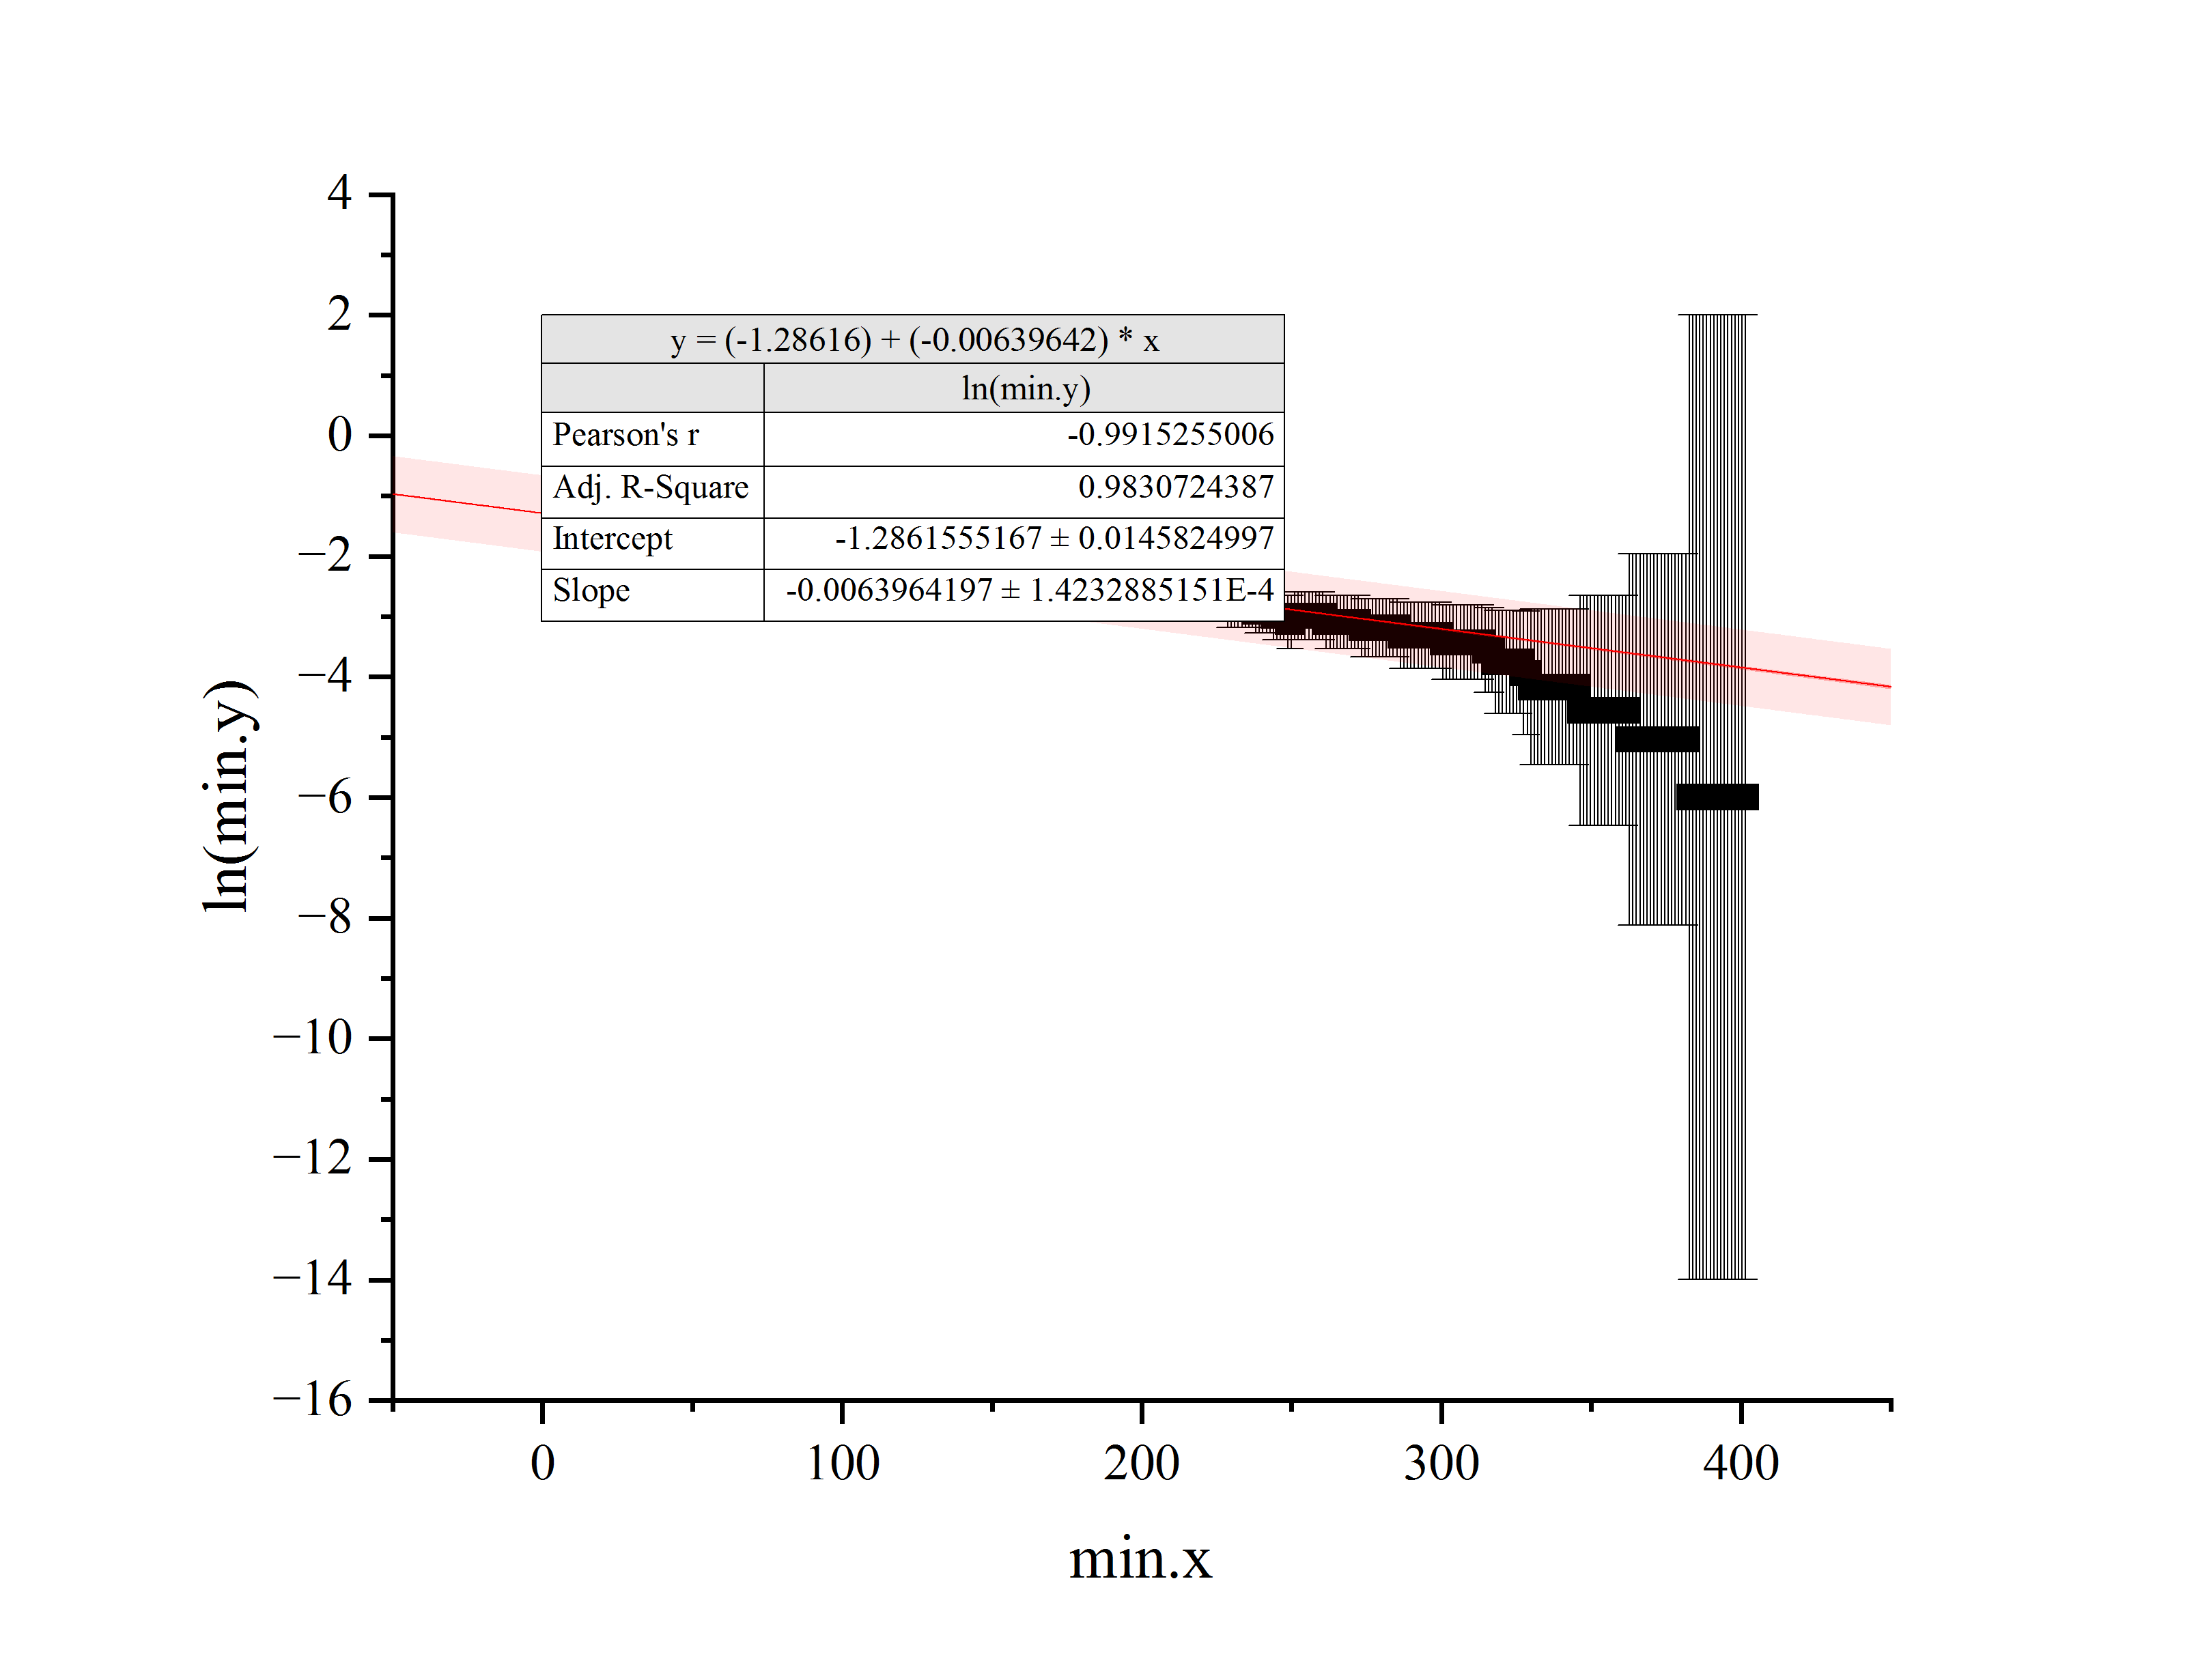 4
2
0
−2
−4
−6
−8
−10
−12
−14
−16
ln(min.y)
y = (-1.28616) + (-0.00639642) * x
ln(min.y)
Pearson's r -0.9915255006
Adj. R-Square 0.9830724387
Intercept -1.2861555167 ± 0.0145824997
Slope -0.0063964197 ± 1.4232885151E-4
0 100 200 300 400
min.x